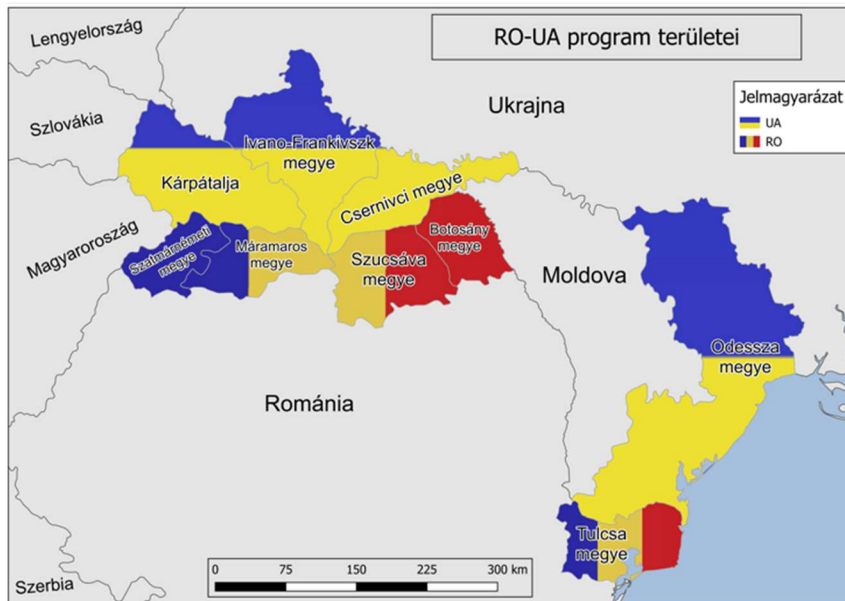 Lengyelország
RO-UA program területei
Szlovákia
Ukrajna
Jelmagyarázat
UA
RO
Ivano-Frankivszk
megye
Kárpátalja
Csernivci megye
Magyaroroszág
Szatmárnémeti
megye
Máramaros
megye
Szucsáva
megye
Botosány
megye
Moldova
Odessza
megye
Románia
Tulcsa
megye
0 75 150 225 300 km
Szerbia